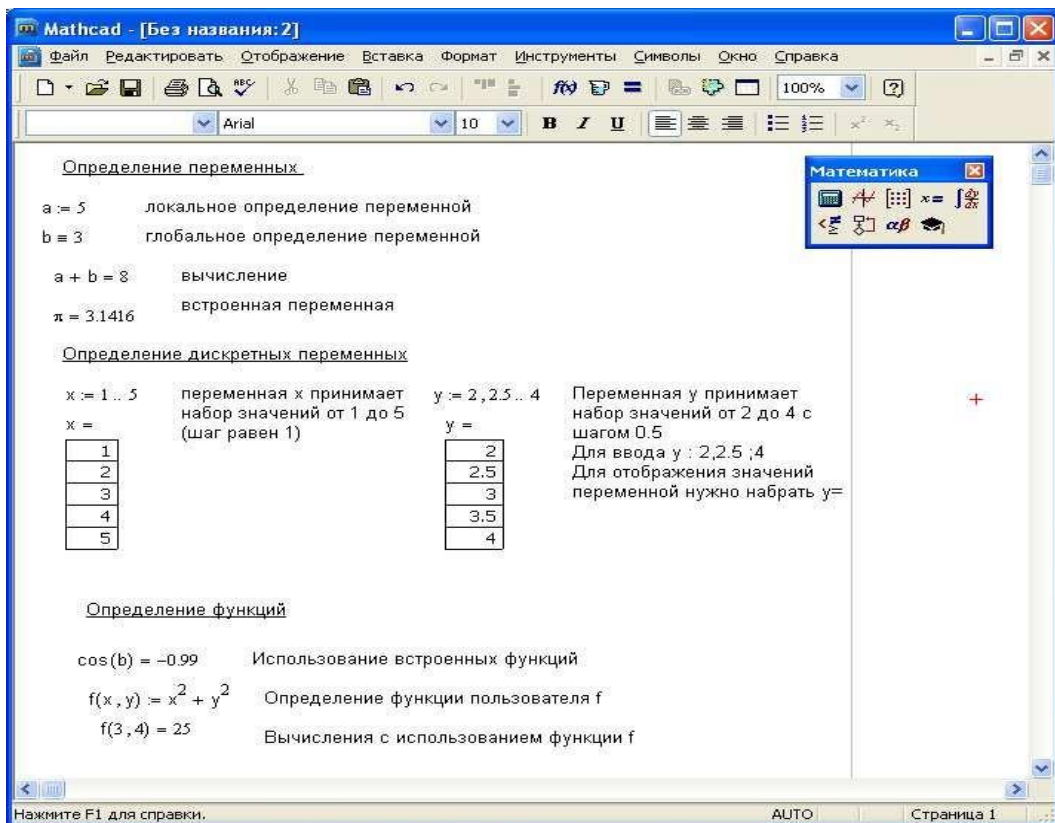 Mathcad - [Без названия:2]
Файл Редактировать Отображение Вставка Формат Инструменты Символы Окно Справка
100%
Arial 10 B I U
Математика
Определение переменных
a := 5 локальное определение переменной
b ≡ 3 глобальное определение переменной
a + b = 8 вычисление
π = 3.1416 встроенная переменная
Определение дискретных переменных
x := 1 .. 5 переменная x принимает
набор значений от 1 до 5
(шаг равен 1)
x =
1
2
3
4
5
y := 2 , 2.5 .. 4 Переменная y принимает
набор значений от 2 до 4 с
шагом 0.5
Для ввода y : 2,2.5 ;4
Для отображения значений
переменной нужно набрать y=
y =
2
2.5
3
3.5
4
Определение функций
cos(b) = −0.99 Использование встроенных функций
f(x , y) := x² + y² Определение функции пользователя f
f(3 , 4) = 25 Вычисления с использованием функции f
Нажмите F1 для справки. AUTO Страница 1